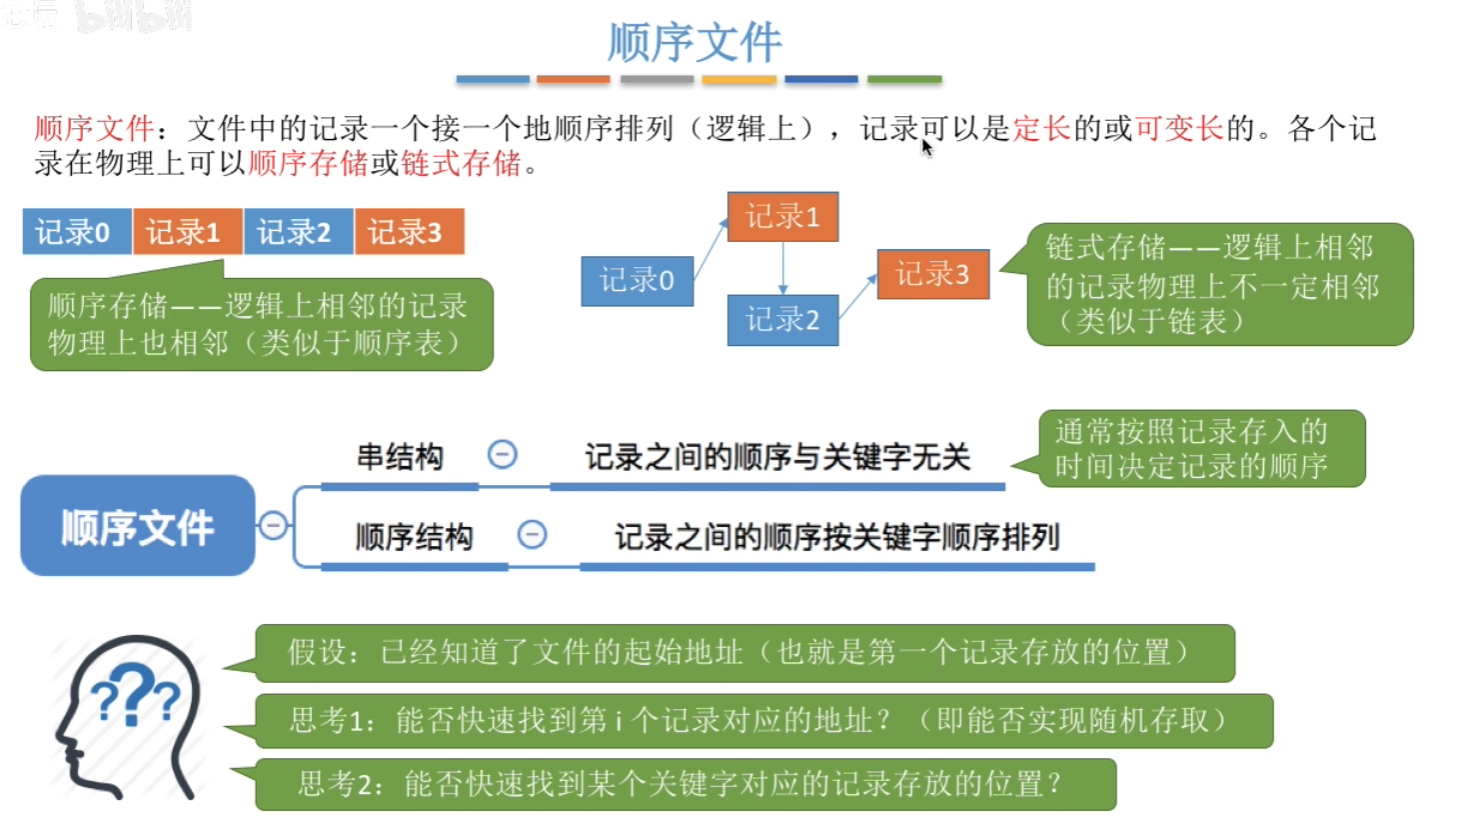 论坛 bilibili
顺序文件
顺序文件：文件中的记录一个接一个地顺序排列（逻辑上），记录可以是定长的或可变长的。各个记
录在物理上可以顺序存储或链式存储。
记录0 记录1 记录2 记录3
顺序存储——逻辑上相邻的记录
物理上也相邻（类似于顺序表）
记录0
记录1
记录2
记录3
链式存储——逻辑上相邻
的记录物理上不一定相邻
（类似于链表）
顺序文件
串结构
记录之间的顺序与关键字无关
通常按照记录存入的
时间决定记录的顺序
顺序结构
记录之间的顺序按关键字顺序排列
???
假设：已经知道了文件的起始地址（也就是第一个记录存放的位置）
思考1：能否快速找到第 i 个记录对应的地址？（即能否实现随机存取）
思考2：能否快速找到某个关键字对应的记录存放的位置？